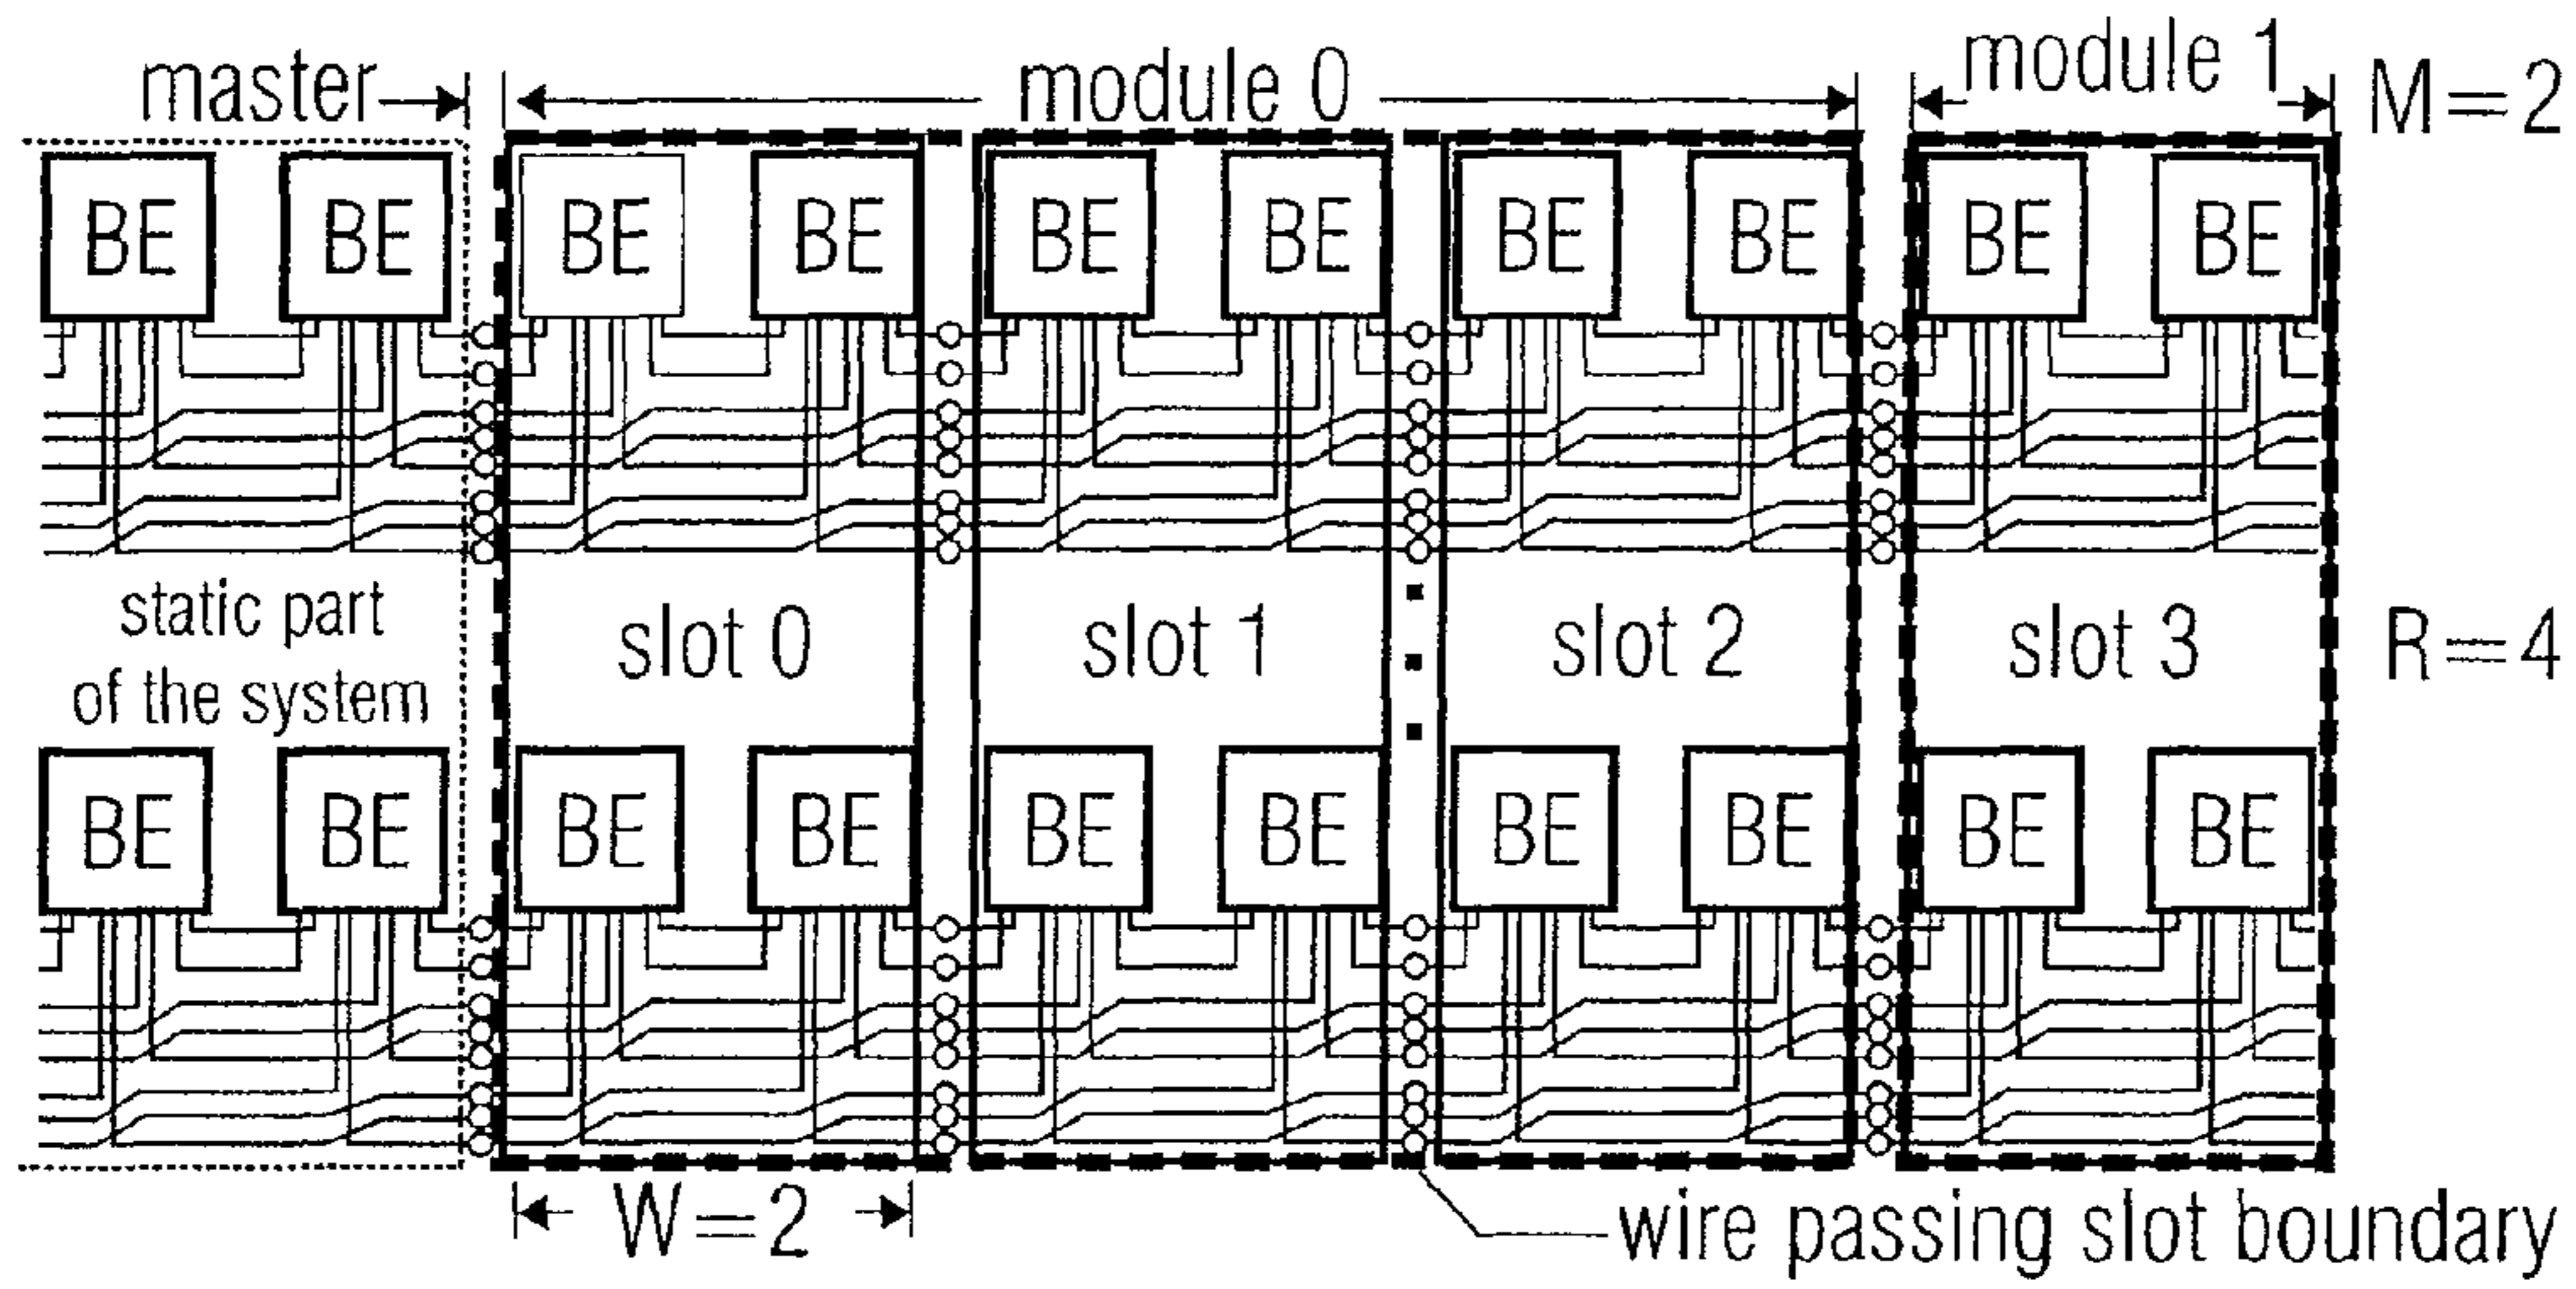 master
module 0
module 1
M=2
BE BE BE BE BE BE BE BE BE BE
static part
of the system
slot 0
slot 1
slot 2
slot 3
R=4
BE BE BE BE BE BE BE BE BE BE
W=2
wire passing slot boundary